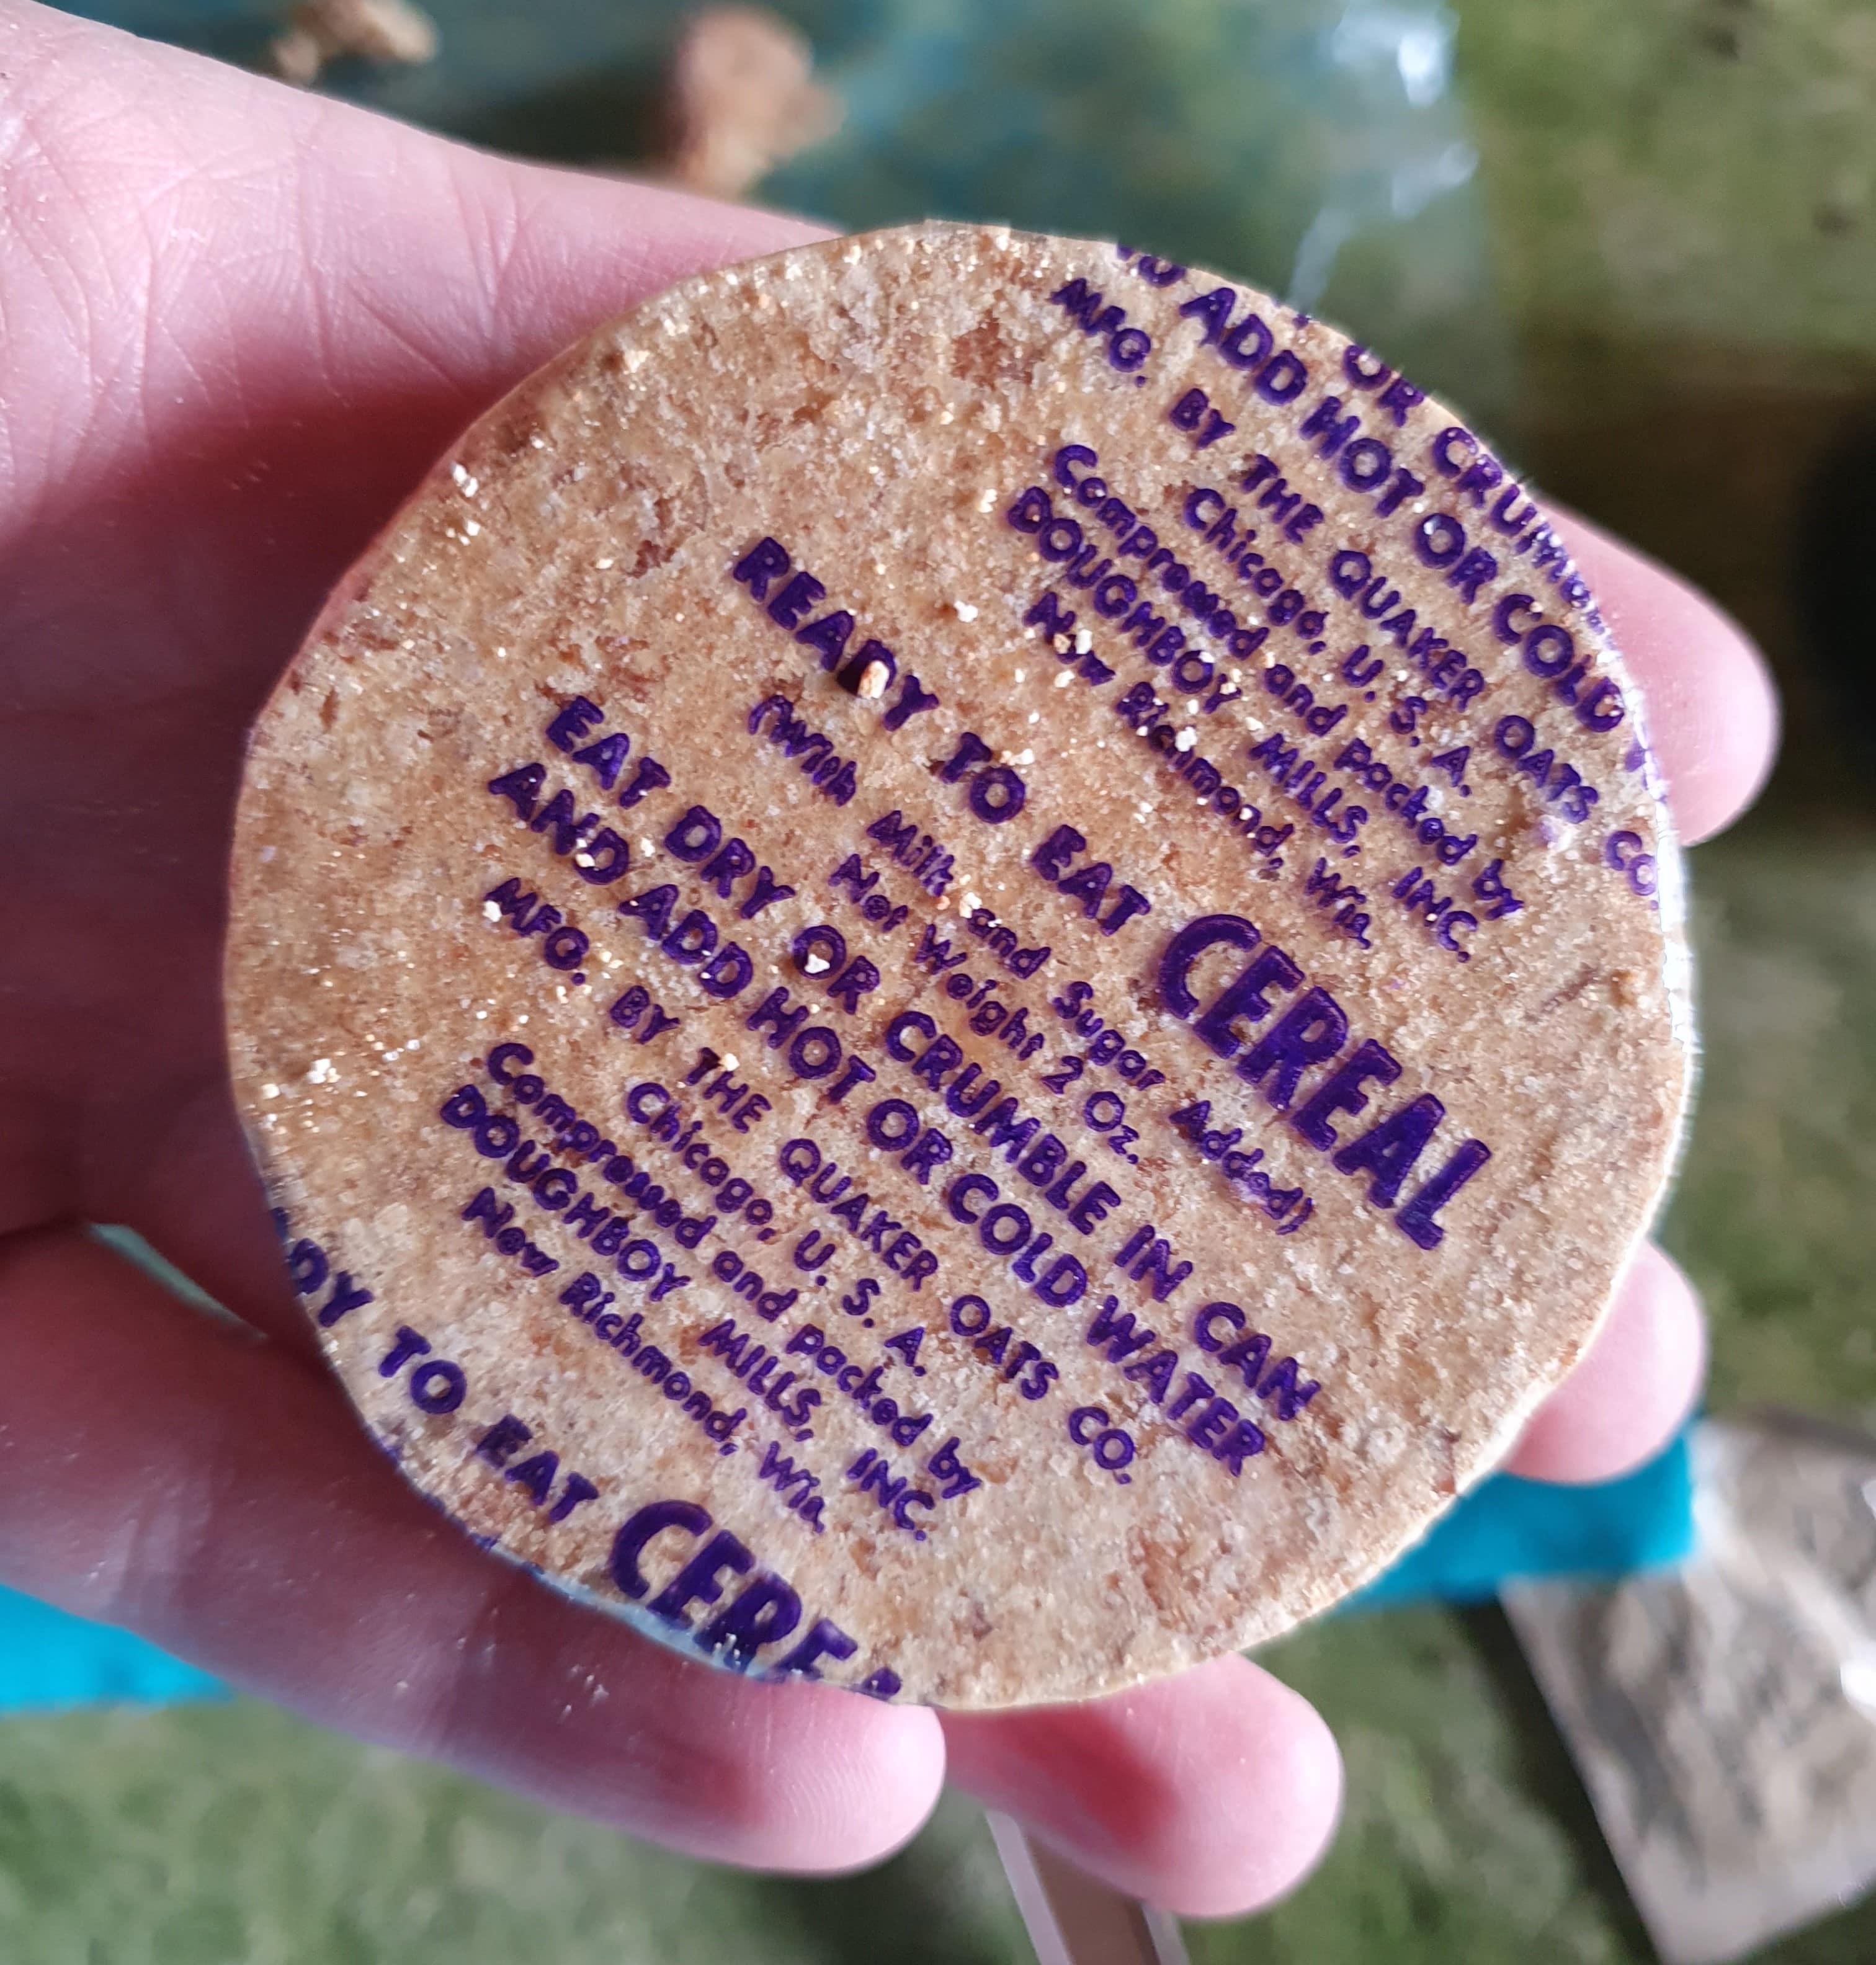 ADD HOT OR COLD
OR
MFG. BY THE QUAKER OATS CO
Chicago, U. S. A.
Compressed and packed by
DOUGHBOY MILLS, INC.
New Richmond, Wis.
READY TO EAT CEREAL
(With Milk and Sugar Added)
Net Weight 2 Oz.
EAT DRY OR CRUMBLE IN CAN
AND ADD HOT OR COLD WATER
MFG. BY THE QUAKER OATS CO.
Chicago, U. S. A.
Compressed and packed by
DOUGHBOY MILLS, INC.
New Richmond, Wis.
DY TO EAT CEREA